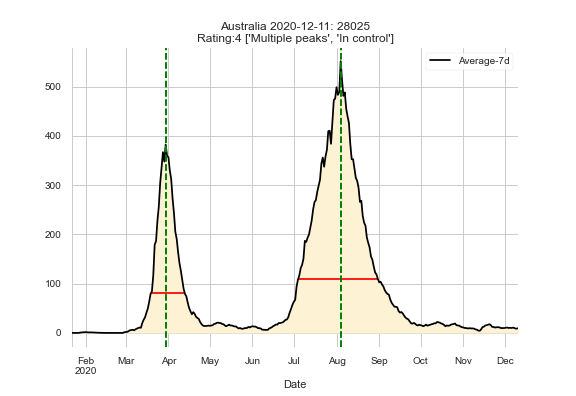 Australia 2020-12-11: 28025
Rating:4 ['Multiple peaks', 'In control']
Average-7d
500
400
300
200
100
0
Feb Mar Apr May Jun Jul Aug Sep Oct Nov Dec
2020
Date